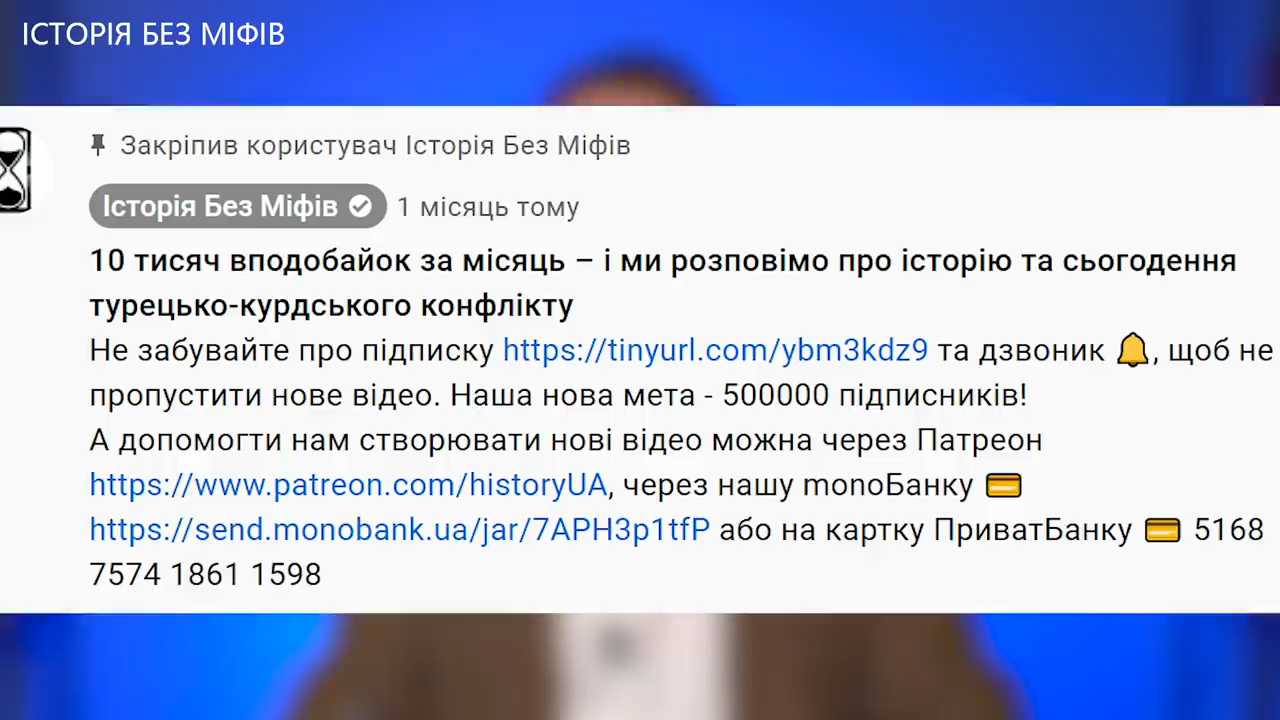 ІСТОРІЯ БЕЗ МІФІВ
Закріпив користувач Історія Без Міфів
Історія Без Міфів 1 місяць тому
10 тисяч вподобайок за місяць – і ми розповімо про історію та сьогодення
турецько-курдського конфлікту
Не забувайте про підписку https://tinyurl.com/ybm3kdz9 та дзвоник 🔔, щоб не
пропустити нове відео. Наша нова мета - 500000 підписників!
А допомогти нам створювати нові відео можна через Патреон
https://www.patreon.com/historyUA, через нашу monoБанку 💳
https://send.monobank.ua/jar/7APH3p1tfP або на картку ПриватБанку 💳 5168
7574 1861 1598